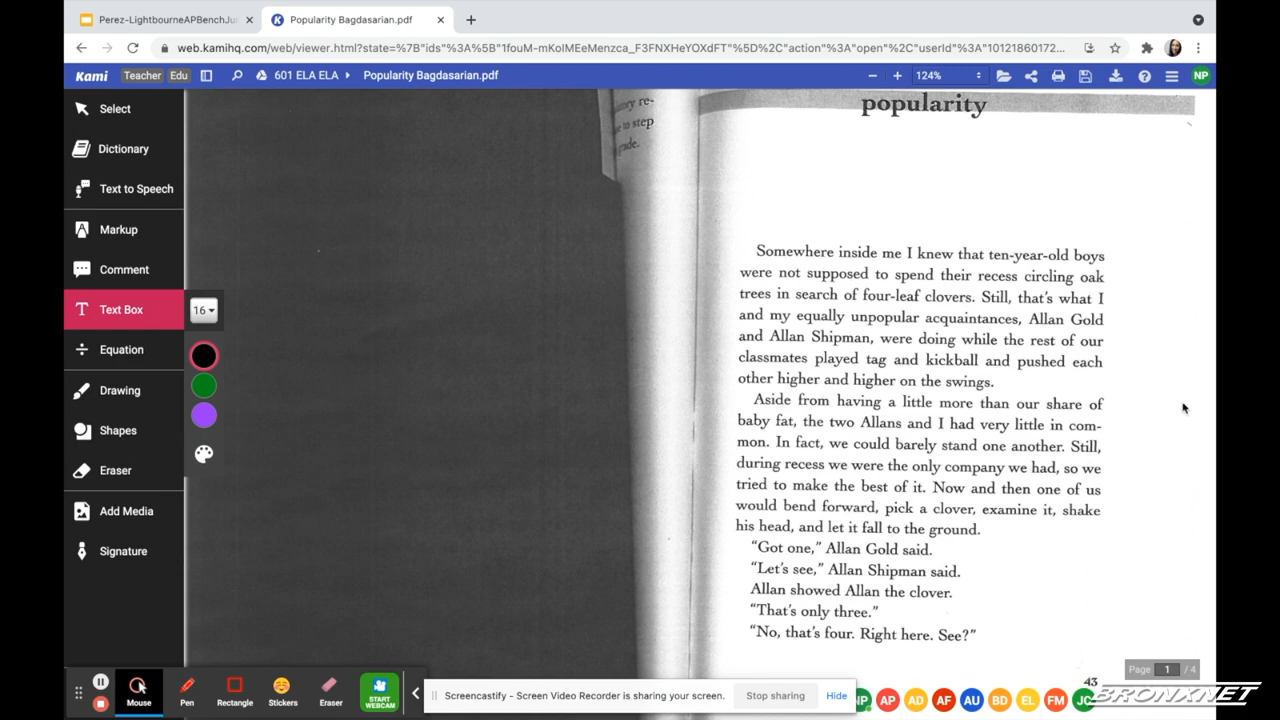 Perez-LightbourneAPBenchJu
Popularity Bagdasarian.pdf
web.kamihq.com/web/viewer.html?state=%7B"ids"%3A%5B"1fouM-mKolMEeMenzca_F3FNXHeYOXdFT"%5D%2C"action"%3A"open"%2C"userId"%3A"10121860172...
Kami Teacher Edu 601 ELA ELA Popularity Bagdasarian.pdf 124% NP
Select
Dictionary
Text to Speech
Markup
Comment
Text Box 16
Equation
Drawing
Shapes
Eraser
Add Media
Signature
re-
to step
grade.
popularity
Somewhere inside me I knew that ten-year-old boys
were not supposed to spend their recess circling oak
trees in search of four-leaf clovers. Still, that's what I
and my equally unpopular acquaintances, Allan Gold
and Allan Shipman, were doing while the rest of our
classmates played tag and kickball and pushed each
other higher and higher on the swings.
Aside from having a little more than our share of
baby fat, the two Allans and I had very little in com-
mon. In fact, we could barely stand one another. Still,
during recess we were the only company we had, so we
tried to make the best of it. Now and then one of us
would bend forward, pick a clover, examine it, shake
his head, and let it fall to the ground.
"Got one," Allan Gold said.
"Let's see," Allan Shipman said.
Allan showed Allan the clover.
"That's only three."
"No, that's four. Right here. See?"
Page 1 / 4
43
Mouse Pen Rectangle Stickers Eraser START WEBCAM
Screencastify - Screen Video Recorder is sharing your screen. Stop sharing Hide
NP AP AD AF AU BD EL FM JC
BRONXNET